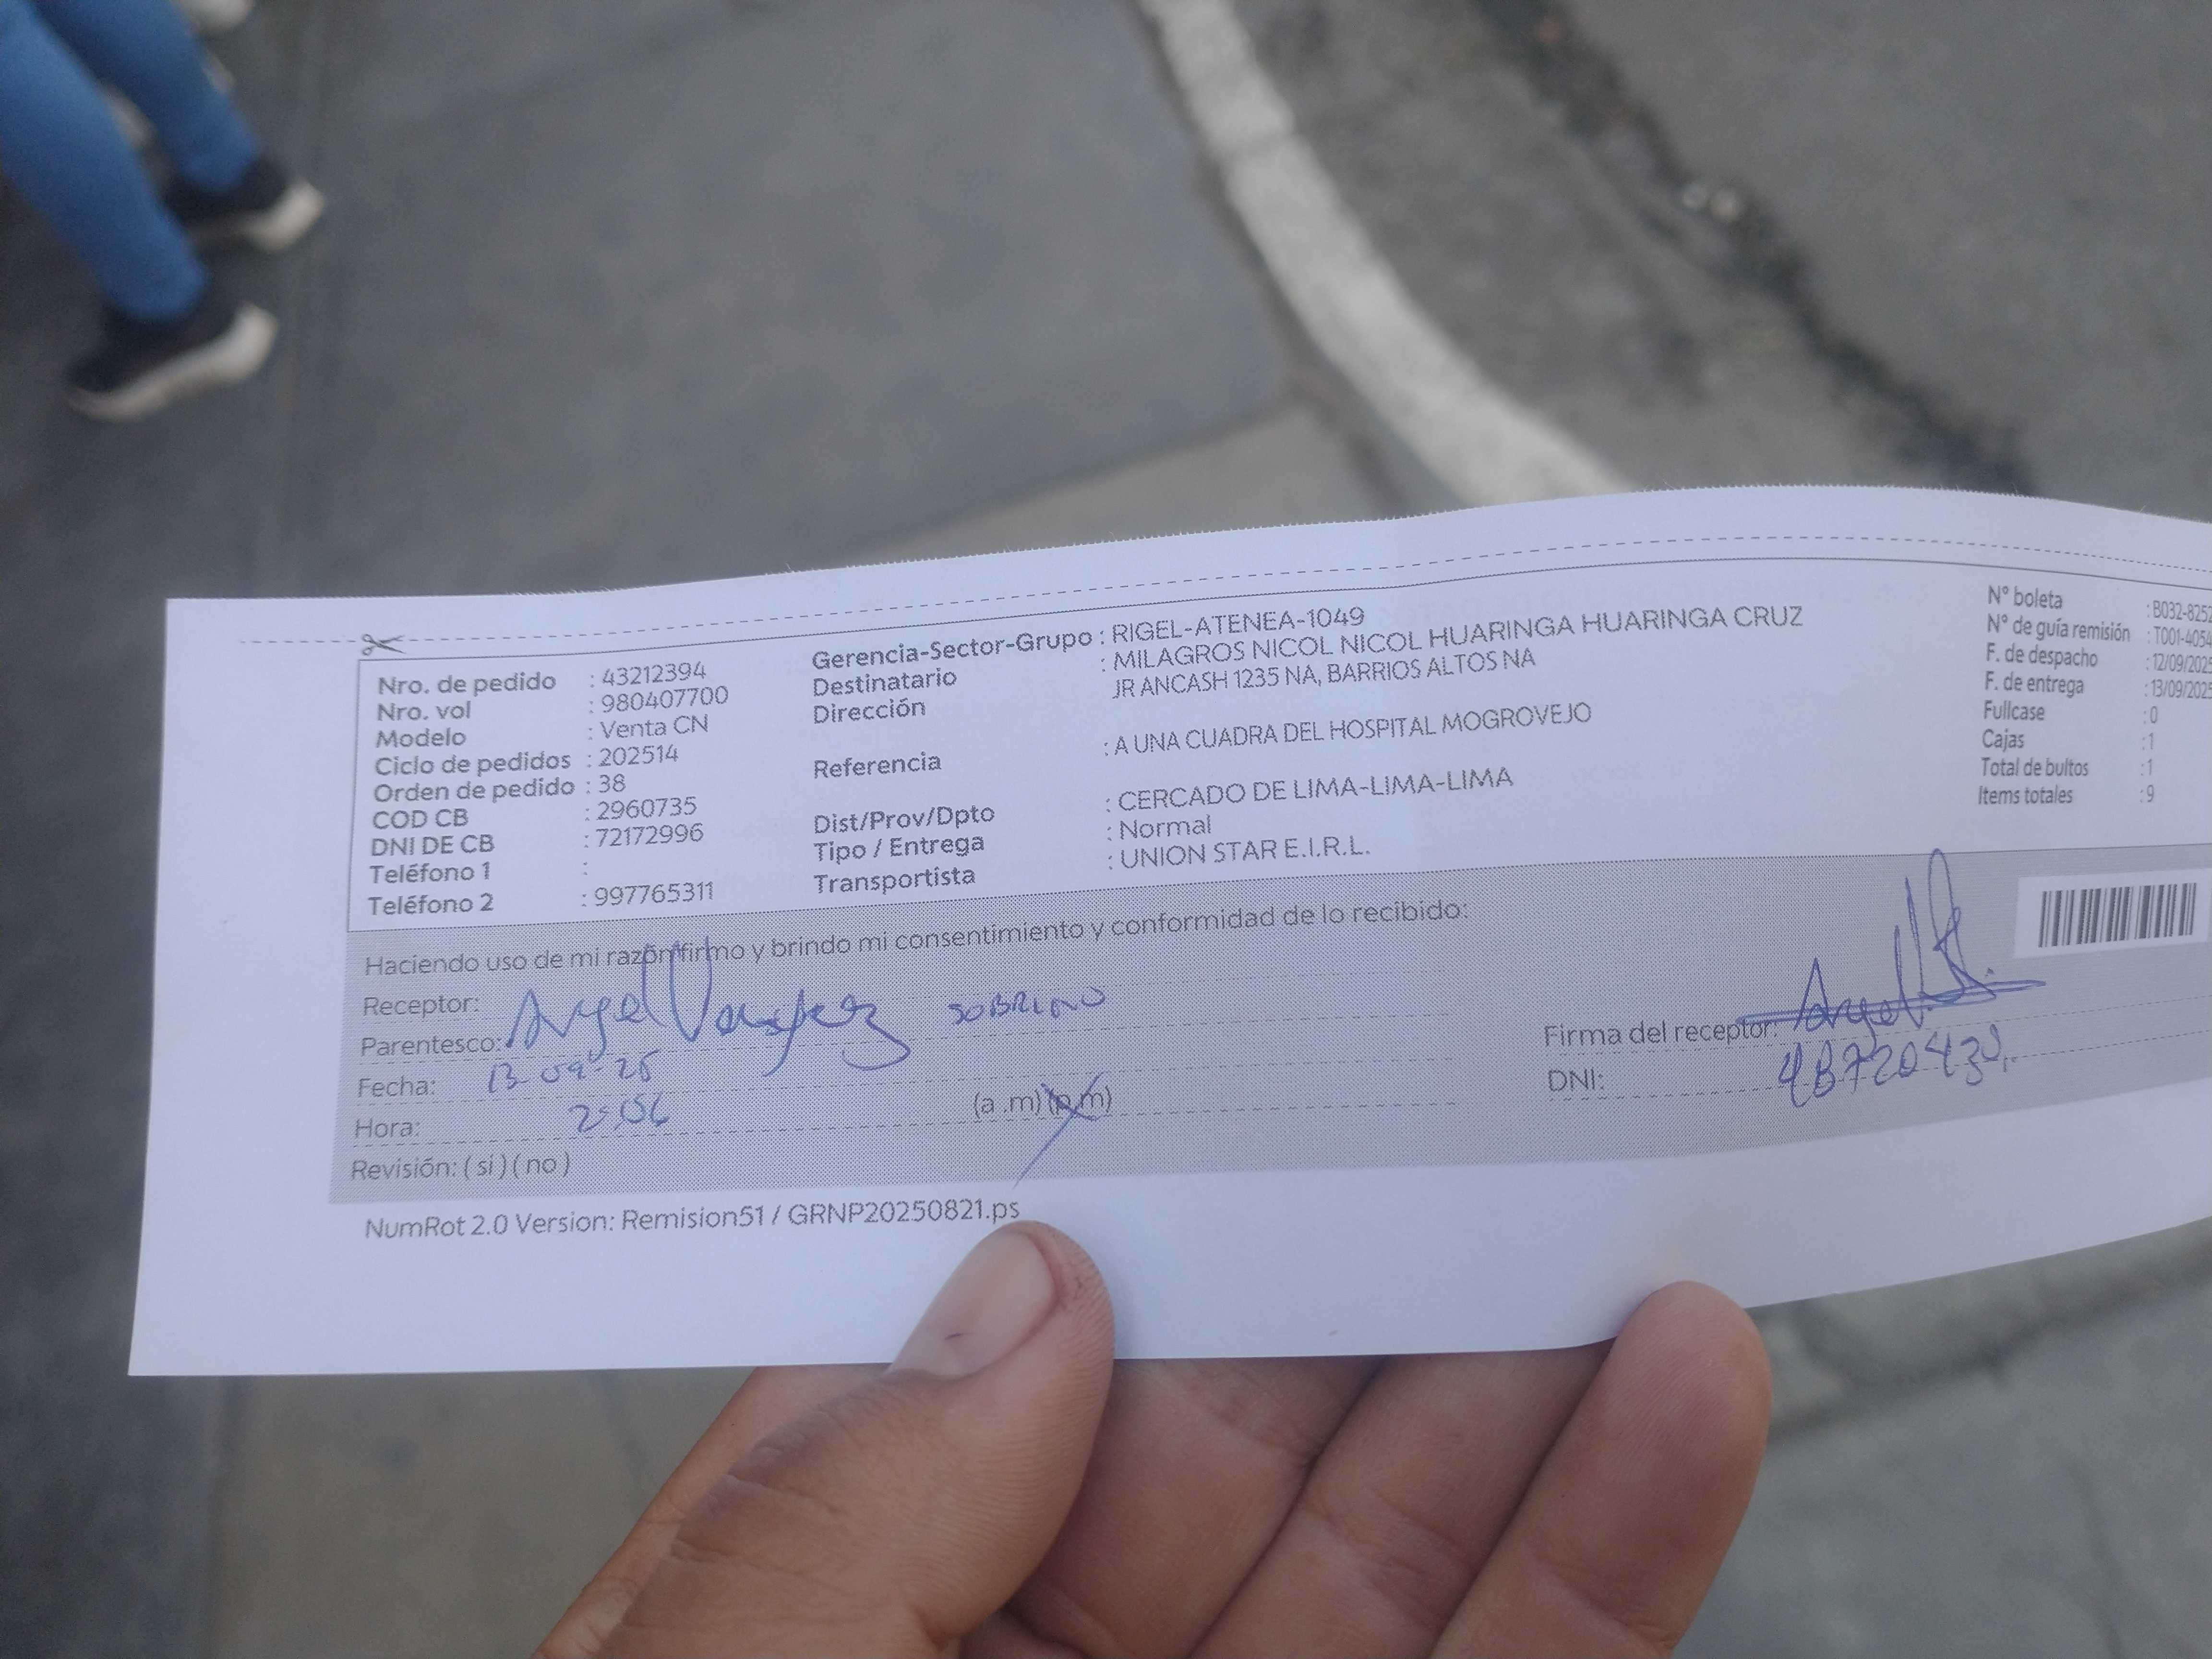 Nro. de pedido : 43212394
Nro. vol : 980407700
Modelo : Venta CN
Ciclo de pedidos : 202514
Orden de pedido : 38
COD CB : 2960735
DNI DE CB : 72172996
Teléfono 1 :
Teléfono 2 : 997765311
Gerencia-Sector-Grupo : RIGEL-ATENEA-1049
Destinatario : MILAGROS NICOL NICOL HUARINGA HUARINGA CRUZ
Dirección JR ANCASH 1235 NA, BARRIOS ALTOS NA
Referencia : A UNA CUADRA DEL HOSPITAL MOGROVEJO
Dist/Prov/Dpto : CERCADO DE LIMA-LIMA-LIMA
Tipo / Entrega : Normal
Transportista : UNION STAR E.I.R.L.
N° boleta : B032-8252
N° de guía remisión : T001-4054
F. de despacho : 12/09/2025
F. de entrega : 13/09/2025
Fullcase : 0
Cajas : 1
Total de bultos : 1
Items totales : 9
Haciendo uso de mi razón firmo y brindo mi consentimiento y conformidad de lo recibido:
Receptor: Angel Vasquez SOBRINO
Parentesco:
Fecha: 13-09-25
Hora: 2:06 (a .m) (p.m)
Revisión: ( si ) ( no )
Firma del receptor: Angel
DNI:
NumRot 2.0 Version: Remision51 / GRNP20250821.ps